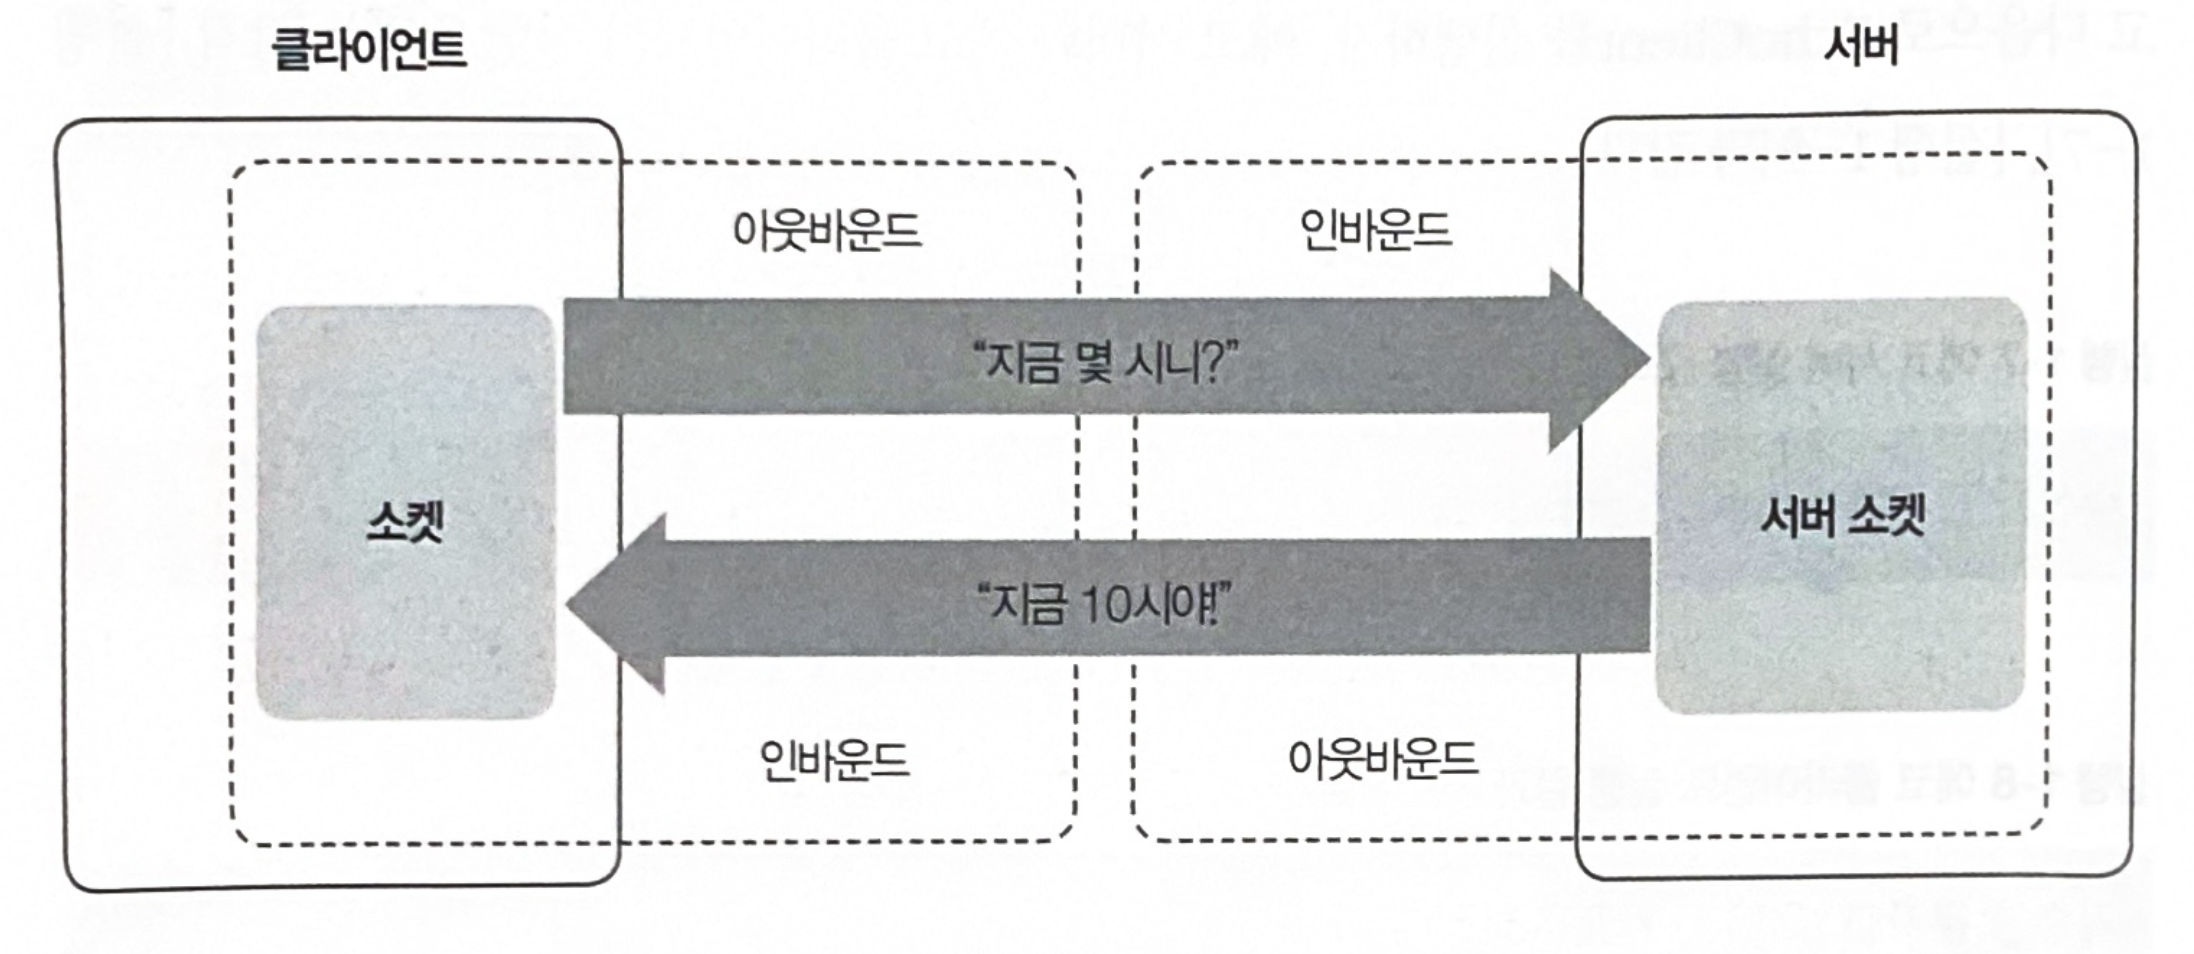 클라이언트
서버
아웃바운드
인바운드
“지금 몇 시니?”
소켓
서버 소켓
“지금 10시야!”
인바운드
아웃바운드